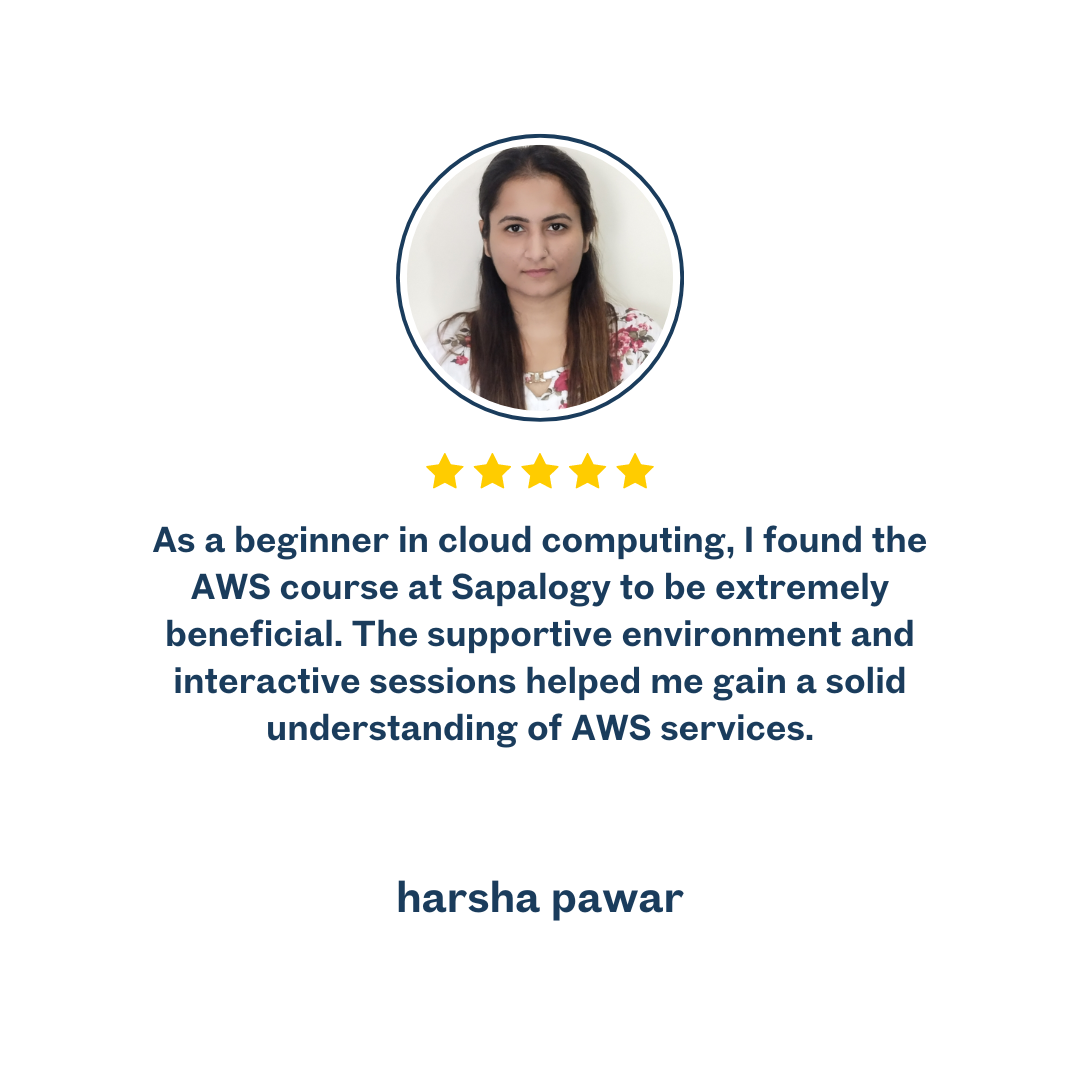 As a beginner in cloud computing, I found the
AWS course at Sapalogy to be extremely
beneficial. The supportive environment and
interactive sessions helped me gain a solid
understanding of AWS services.
harsha pawar